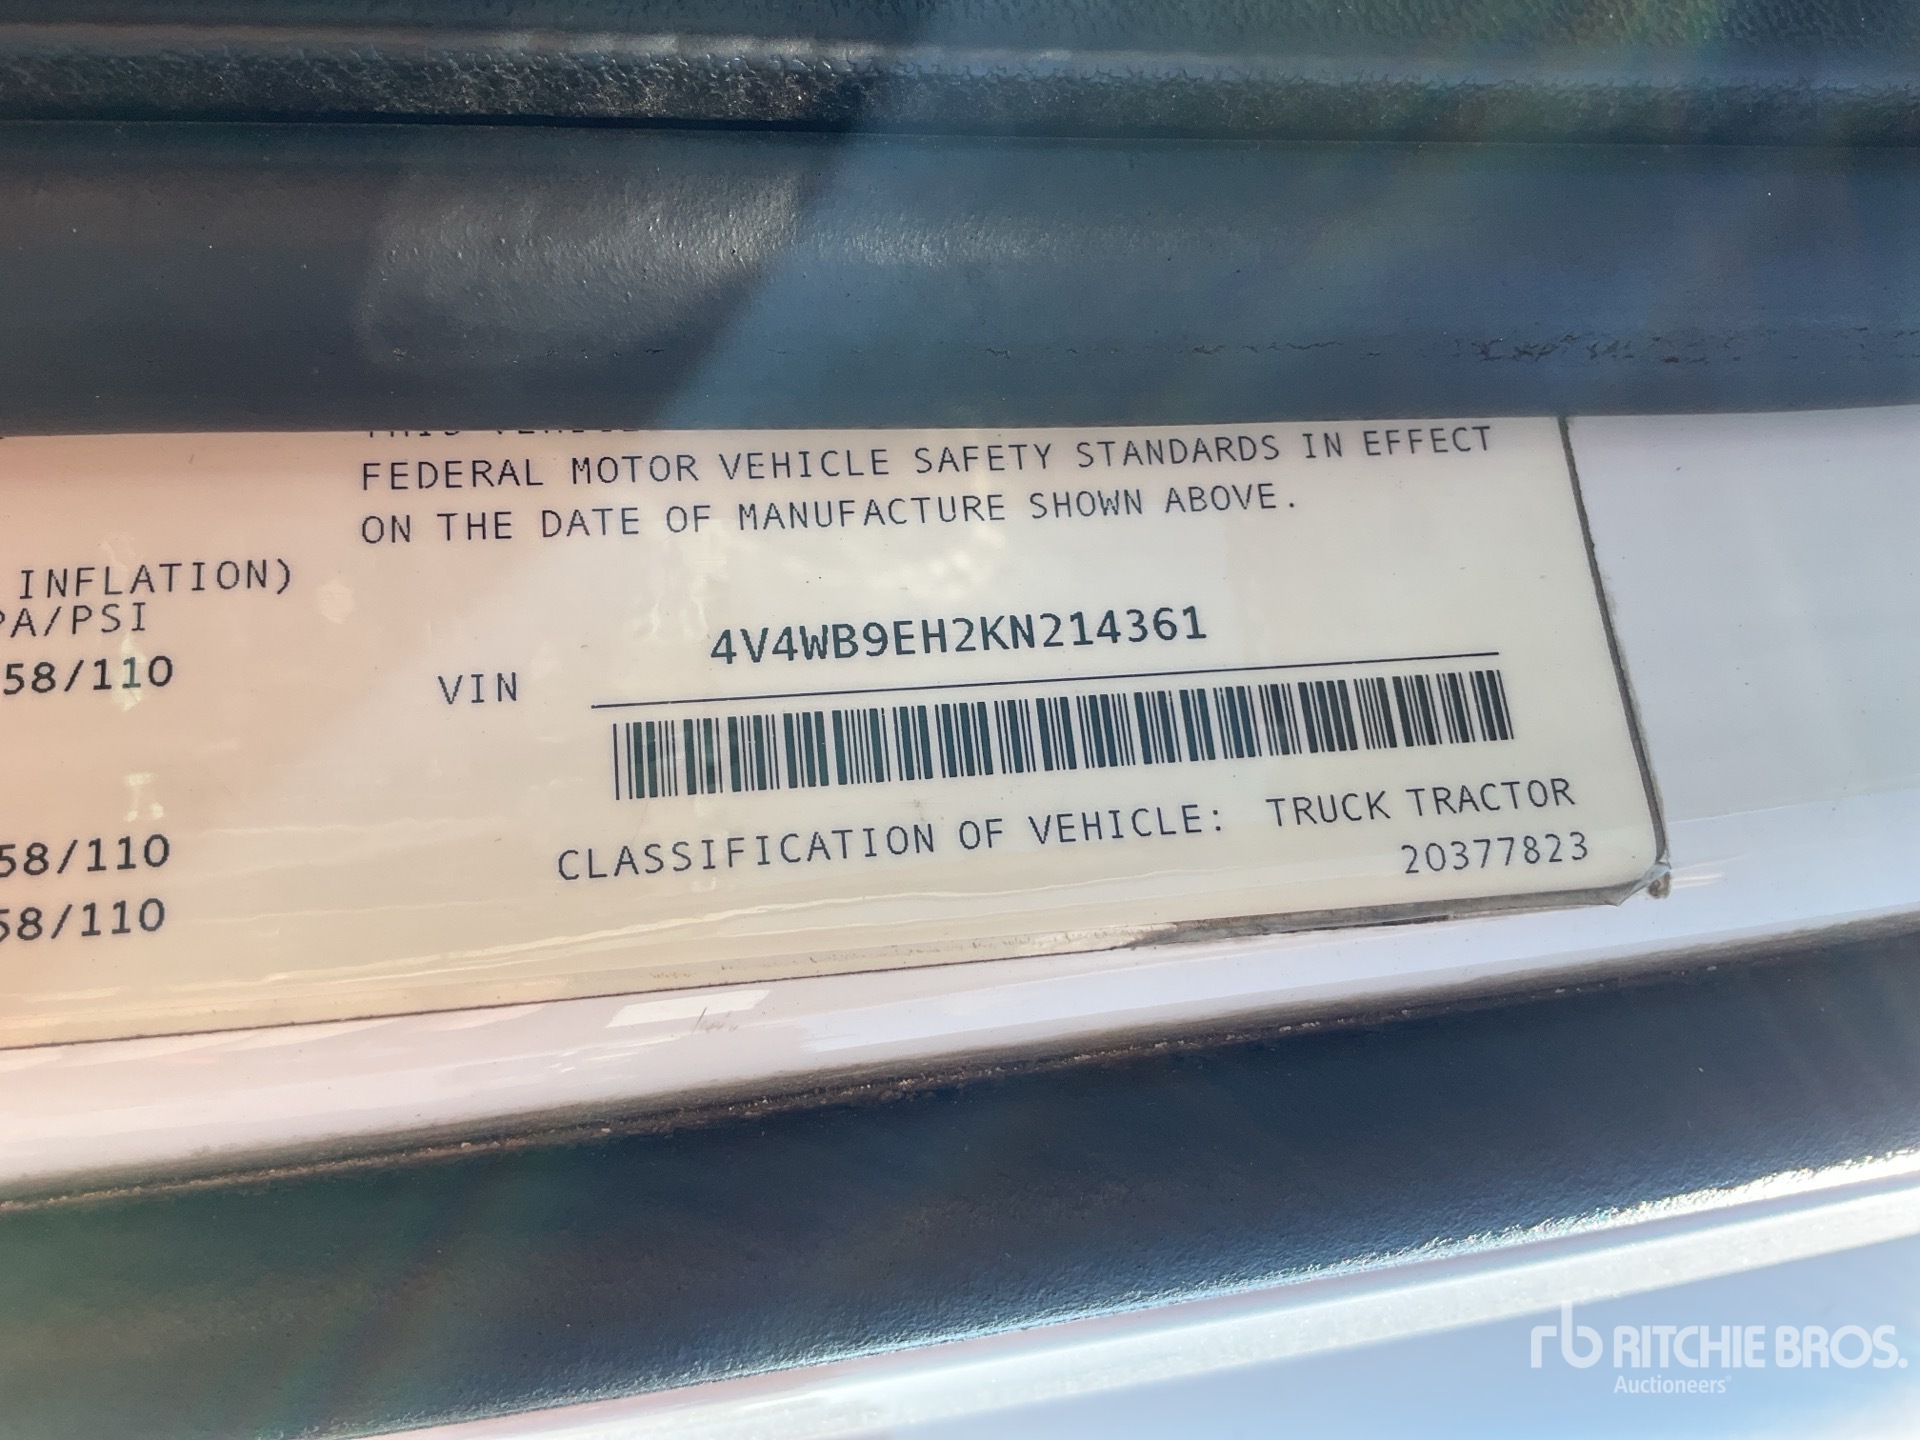 FEDERAL MOTOR VEHICLE SAFETY STANDARDS IN EFFECT
ON THE DATE OF MANUFACTURE SHOWN ABOVE.
INFLATION)
PA/PSI
58/110
4V4WB9EH2KN214361
VIN
58/110
58/110
CLASSIFICATION OF VEHICLE: TRUCK TRACTOR
20377823
rb RITCHIE BROS.
Auctioneers